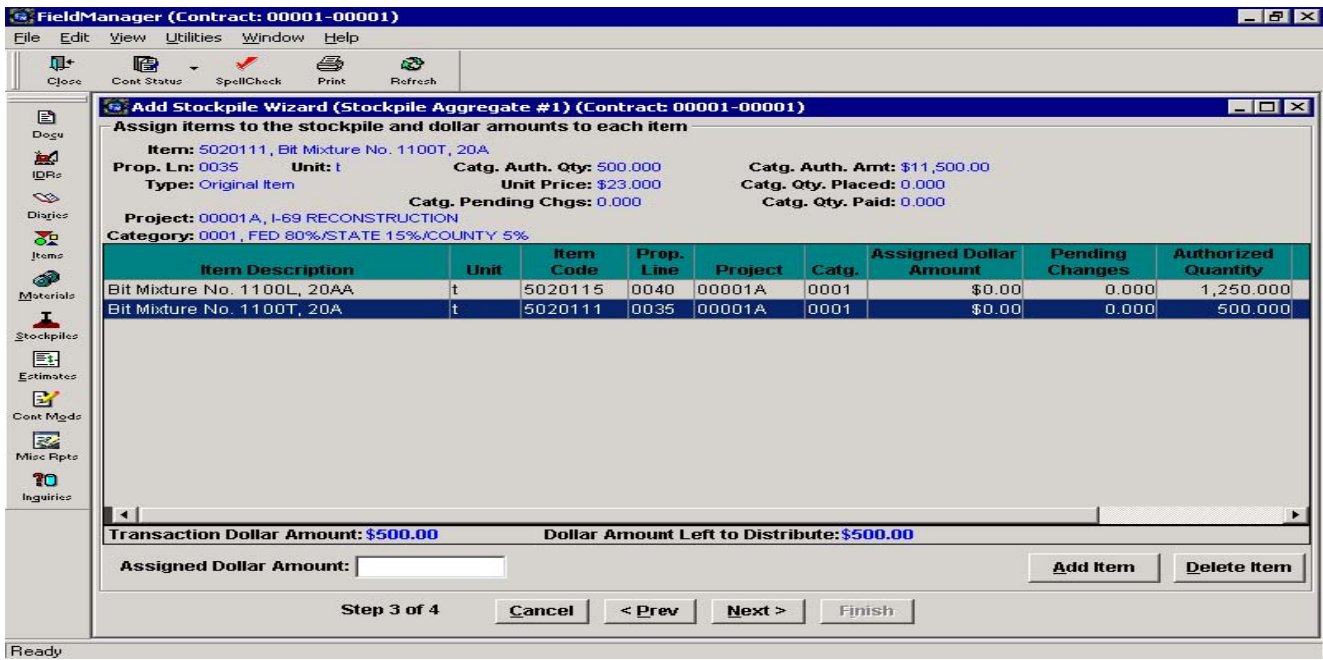 FieldManager (Contract: 00001-00001)
File Edit View Utilities Window Help
Close Cont Status SpellCheck Print Refresh
Docu
IDRs
Diaries
Items
Materials
Stockpiles
Estimates
Cont Mods
Misc Rpts
Inquiries
Add Stockpile Wizard (Stockpile Aggregate #1) (Contract: 00001-00001)
Assign items to the stockpile and dollar amounts to each item
Item: 5020111, Bit Mixture No. 1100T, 20A
Prop. Ln: 0035 Unit: t Catg. Auth. Qty: 500.000 Catg. Auth. Amt: $11,500.00
Type: Original Item Unit Price: $23.000 Catg. Qty. Placed: 0.000
Catg. Pending Chgs: 0.000 Catg. Qty. Paid: 0.000
Project: 00001A, I-69 RECONSTRUCTION
Category: 0001, FED 80%/STATE 15%/COUNTY 5%
Item Description Unit Item Code Prop. Line Project Catg. Assigned Dollar Amount Pending Changes Authorized Quantity
Bit Mixture No. 1100L, 20AA t 5020115 0040 00001A 0001 $0.00 0.000 1,250.000
Bit Mixture No. 1100T, 20A t 5020111 0035 00001A 0001 $0.00 0.000 500.000
Transaction Dollar Amount: $500.00 Dollar Amount Left to Distribute: $500.00
Assigned Dollar Amount: Add Item Delete Item
Step 3 of 4 Cancel < Prev Next > Finish
Ready